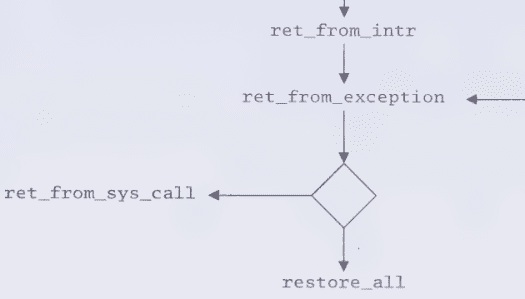 ret_from_intr
ret_from_exception
ret_from_sys_call
restore_all